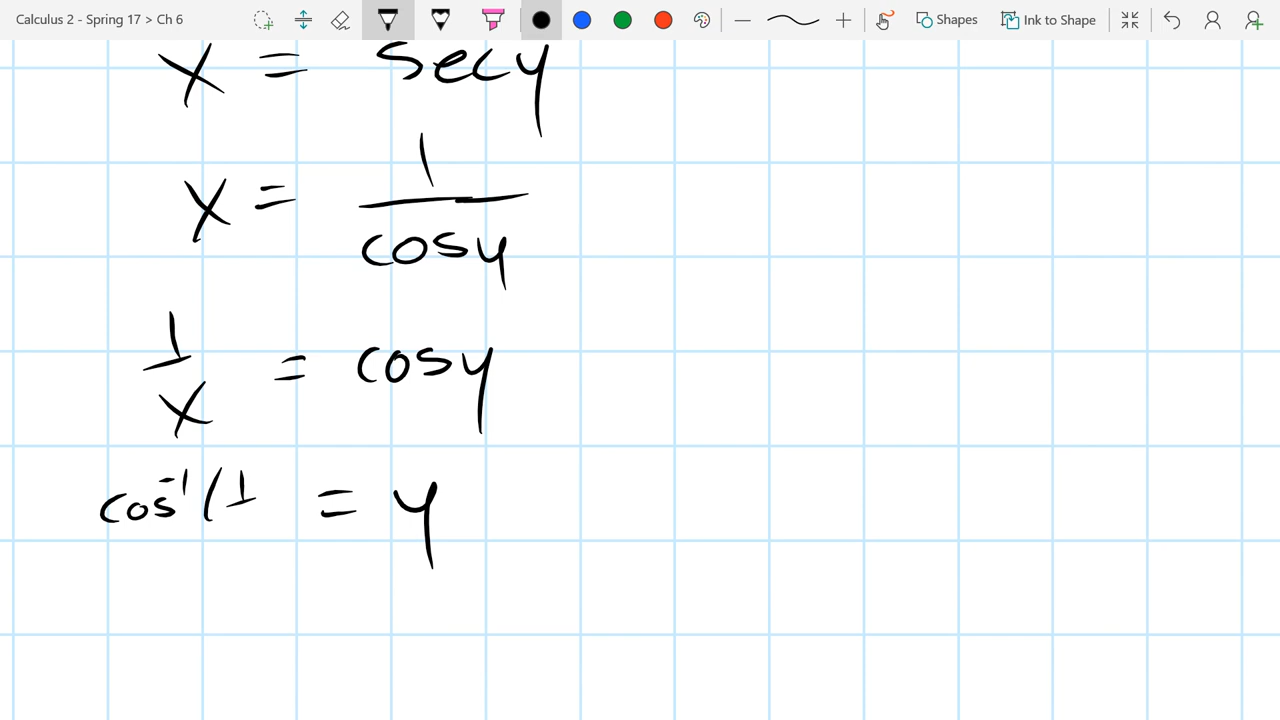 Calculus 2 - Spring 17 > Ch 6 Shapes Ink to Shape
x = secy
x = 1/cosy
1/x = cosy
cos⁻¹(1 = y